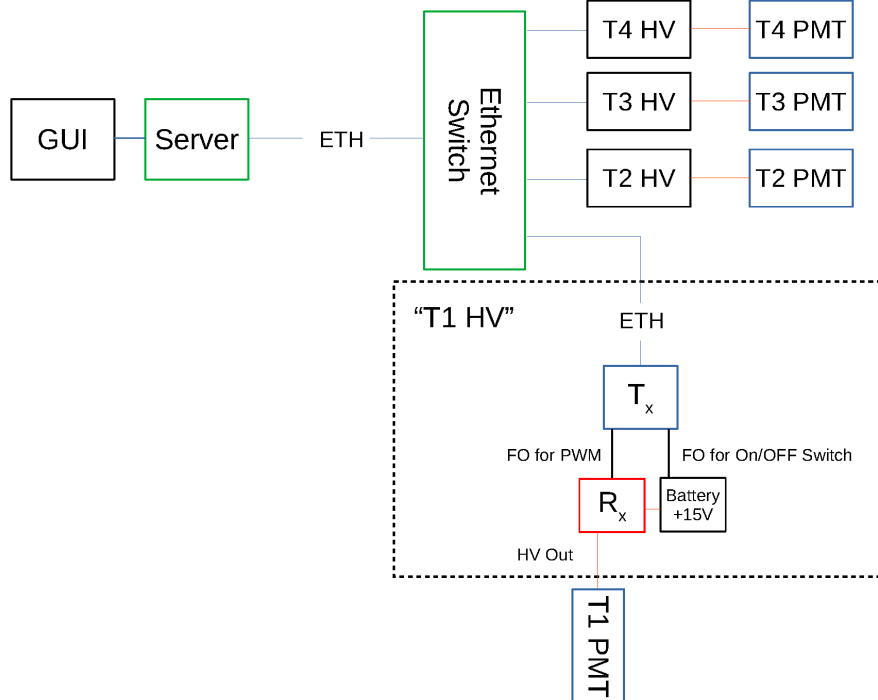 T4 HV
T4 PMT
T3 HV
T3 PMT
GUI
Server
ETH
Ethernet
Switch
T2 HV
T2 PMT
“T1 HV”
ETH
Tx
FO for PWM
FO for On/OFF Switch
Rx
Battery
+15V
HV Out
T1 PMT